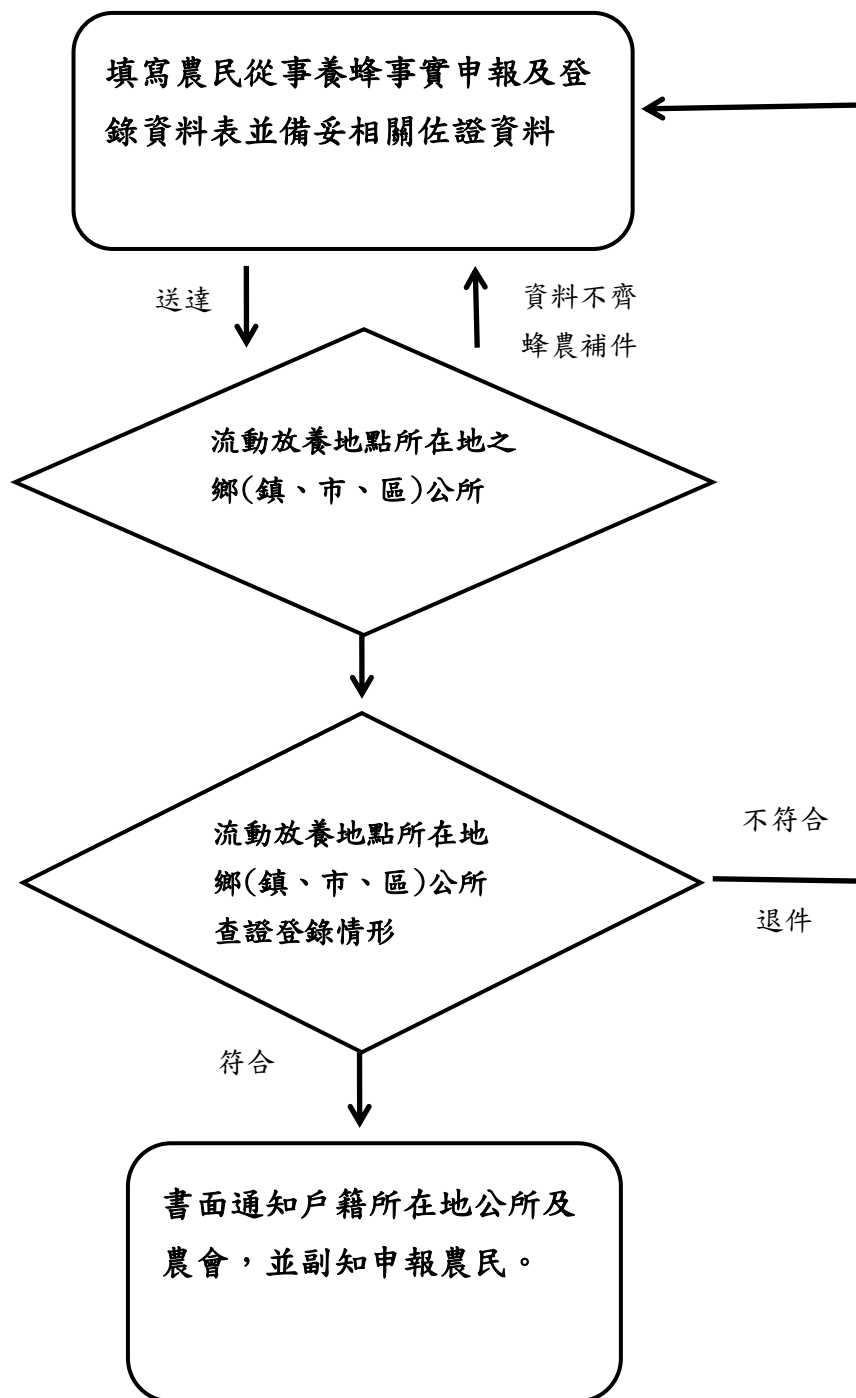 填寫農民從事養蜂事實申報及登
錄資料表並備妥相關佐證資料
送達
資料不齊
蜂農補件
流動放養地點所在地之
鄉(鎮、市、區)公所
流動放養地點所在地
鄉(鎮、市、區)公所
查證登錄情形
不符合
退件
符合
書面通知戶籍所在地公所及
農會，並副知申報農民。